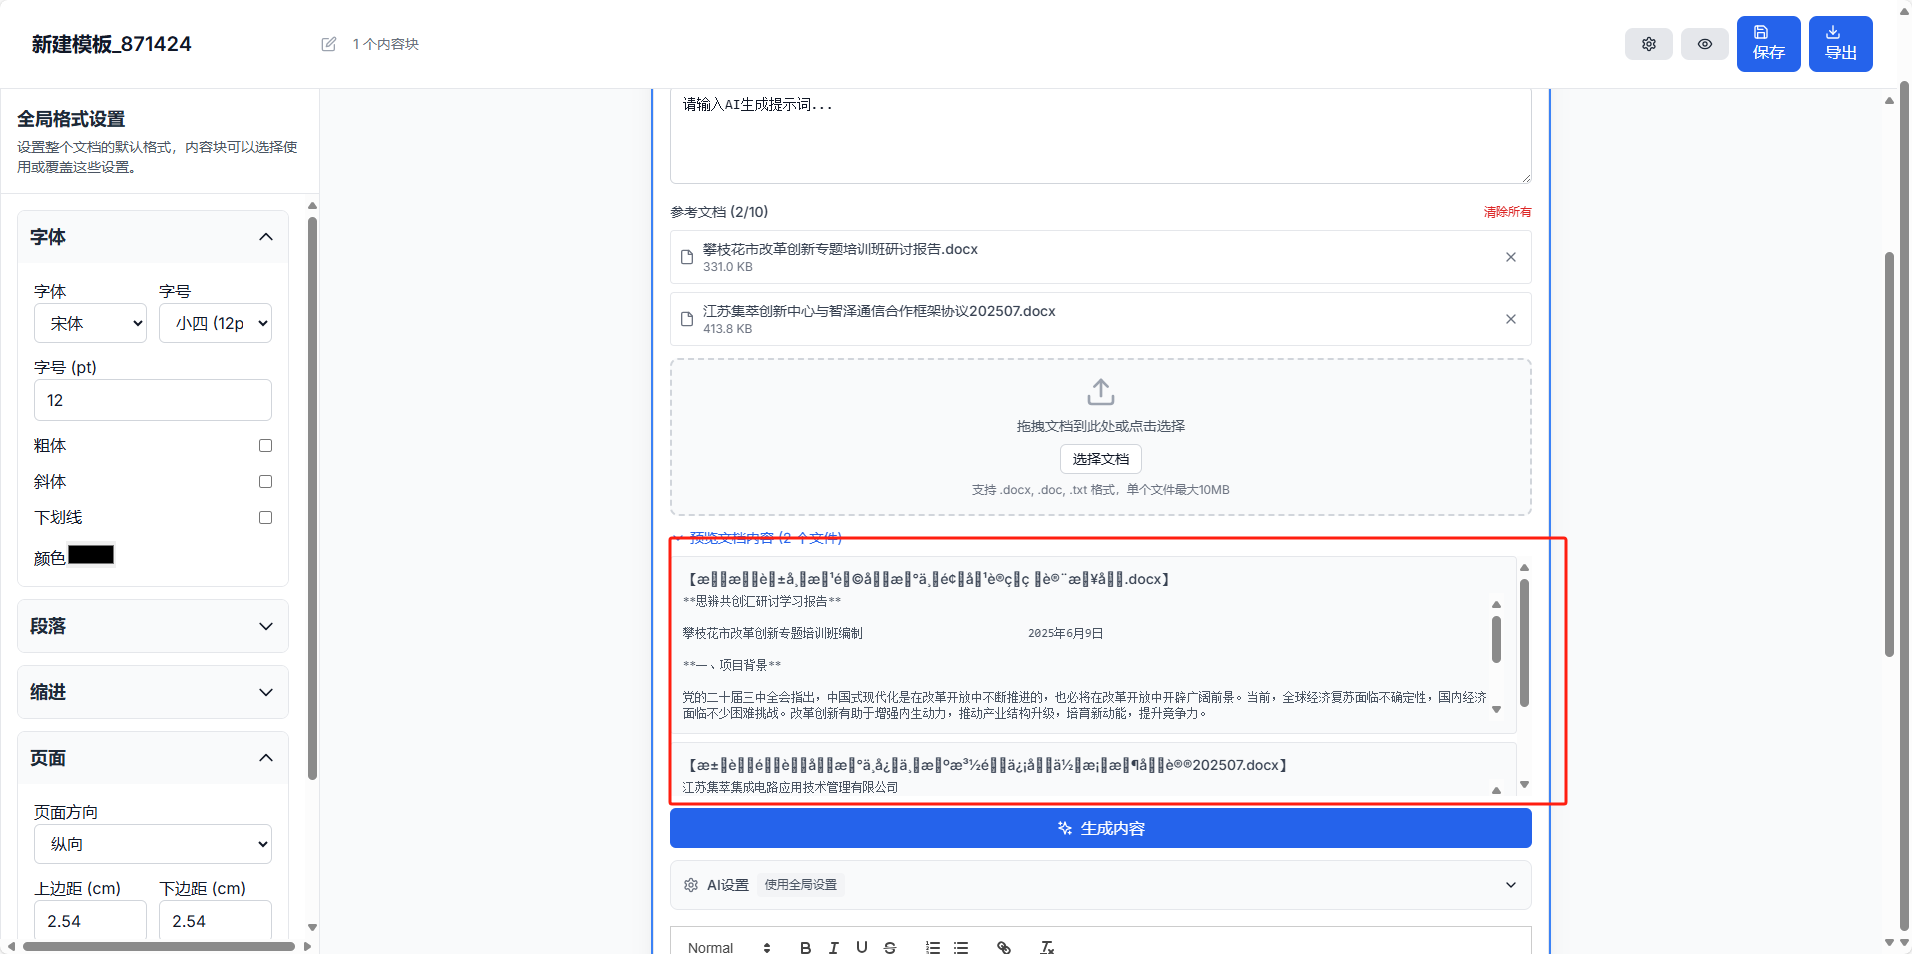 新建模板_871424
1 个内容块
保存
导出
全局格式设置
设置整个文档的默认格式，内容块可以选择使
用或覆盖这些设置。
字体
字体
字号
宋体
小四 (12p
字号 (pt)
12
粗体
斜体
下划线
颜色
段落
缩进
页面
页面方向
纵向
上边距 (cm)
下边距 (cm)
2.54
2.54
请输入AI生成提示词...
参考文档 (2/10)
清除所有
攀枝花市改革创新专题培训班研讨报告.docx
331.0 KB
江苏集萃创新中心与智泽通信合作框架协议202507.docx
413.8 KB
拖拽文档到此处或点击选择
选择文档
支持 .docx, .doc, .txt 格式，单个文件最大10MB
预览文档内容 (2 个文件)
.docx】
**思辨共创汇研讨学习报告**
攀枝花市改革创新专题培训班编制 2025年6月9日
**一、项目背景**
党的二十届三中全会指出，中国式现代化是在改革开放中不断推进的，也必将在改革开放中开辟广阔前景。当前，全球经济复苏面临不确定性，国内经济
面临不少困难挑战。改革创新有助于增强内生动力，推动产业结构升级，培育新动能，提升竞争力。
202507.docx】
江苏集萃集成电路应用技术管理有限公司
生成内容
AI设置
使用全局设置
Normal